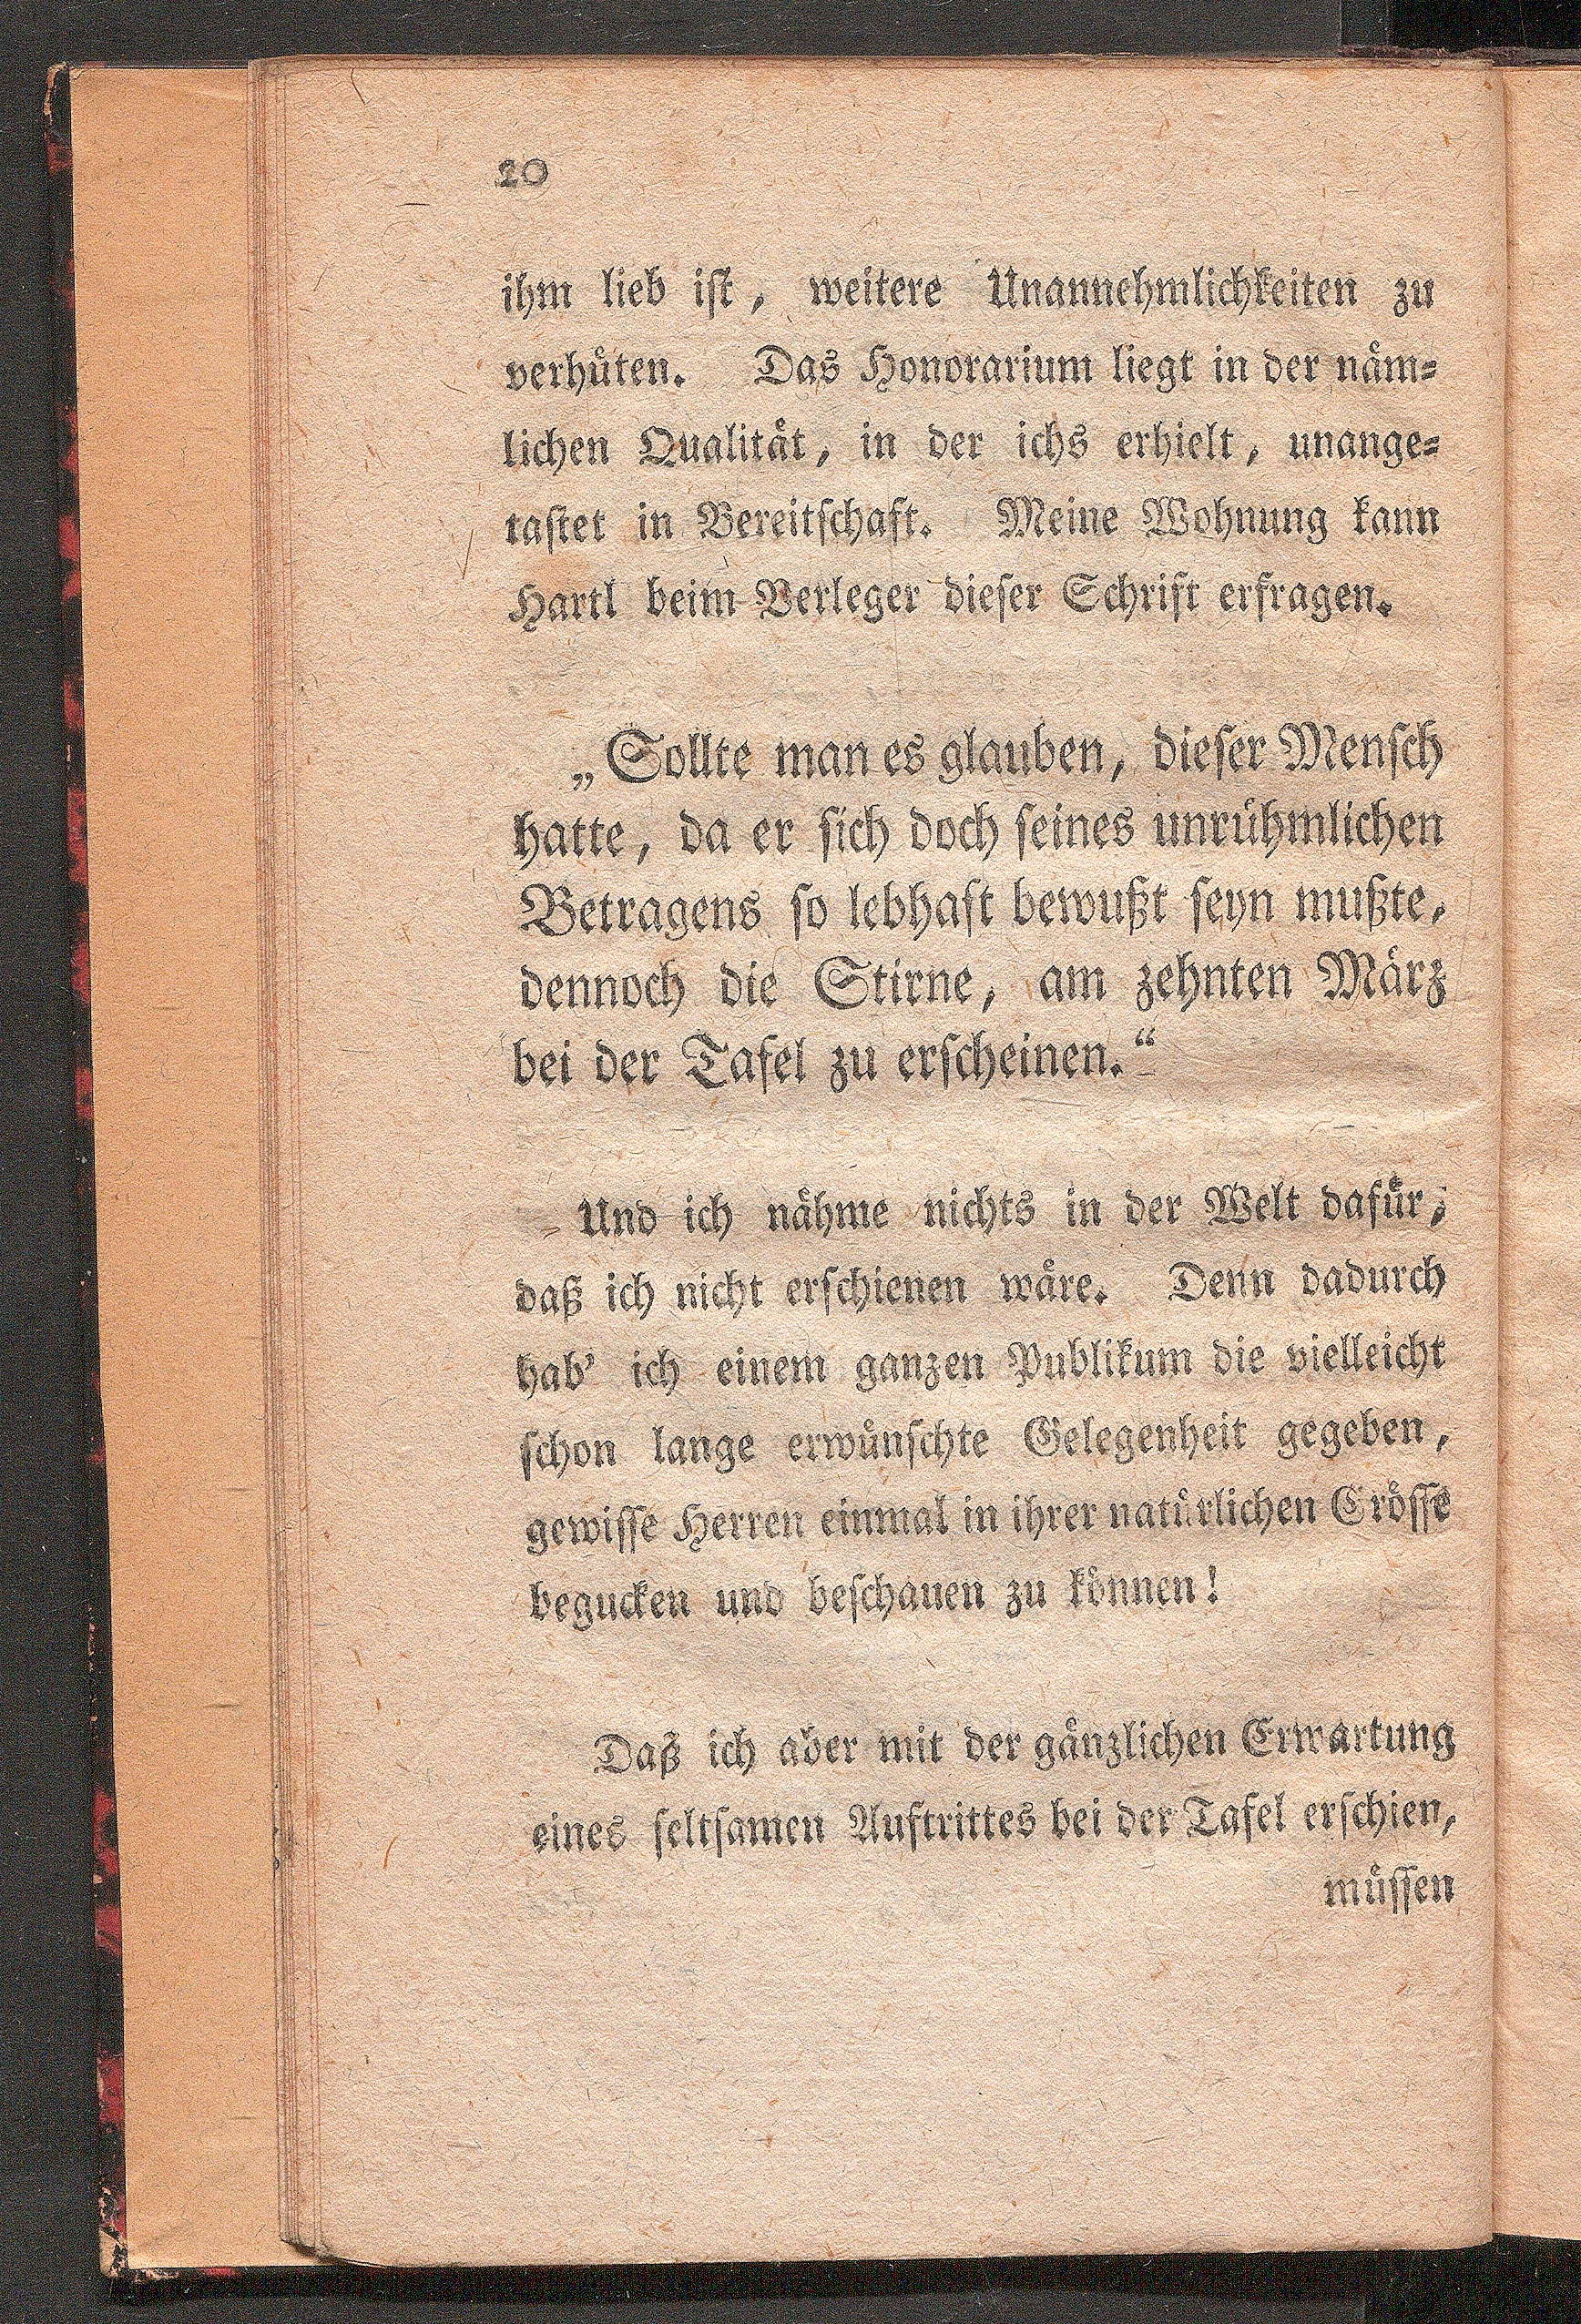 20
ihm lieb ist, weitere Unannehmlichkeiten zu
verhüten. Das Honorarium liegt in der näm⸗
lichen Qualität, in der ichs erhielt, unange⸗
tastet in Bereitschaft. Meine Wohnung kann
Hartl beim Verleger dieser Schrift erfragen.
„Sollte man es glauben, dieser Mensch
hatte, da er sich doch seines unrühmlichen
Betragens so lebhaft bewußt seyn mußte,
dennoch die Stirne, am zehnten März
bei der Tafel zu erscheinen.“
Und ich nähme nichts in der Welt dafür,
daß ich nicht erschienen wäre. Denn dadurch
hab' ich einem ganzen Publikum die vielleicht
schon lange erwünschte Gelegenheit gegeben,
gewisse Herren einmal in ihrer natürlichen Grösse
begucken und beschauen zu können!
Daß ich aber mit der gänzlichen Erwartung
eines seltsamen Auftrittes bei der Tafel erschien,
müssen